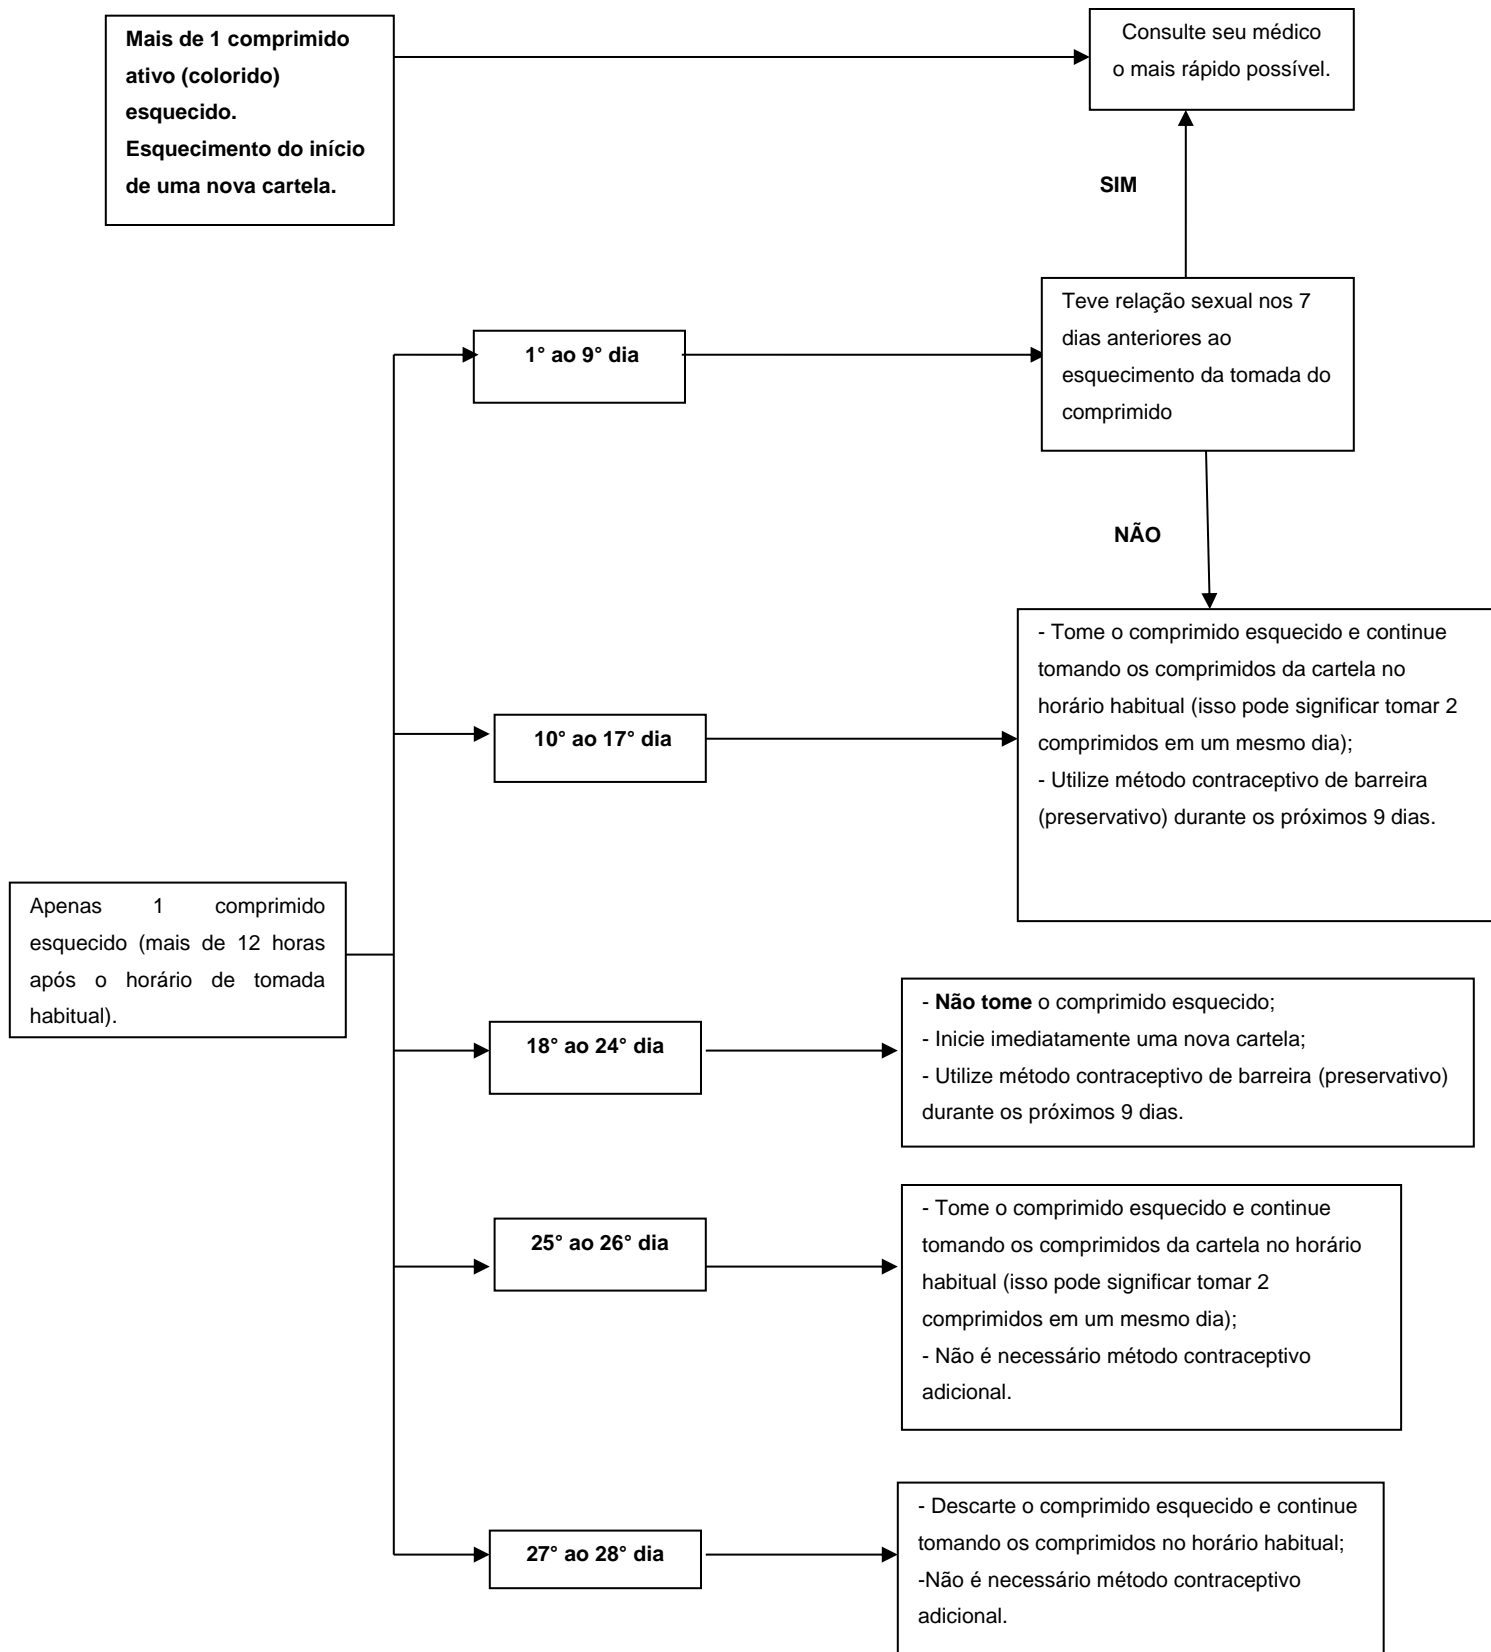 Mais de 1 comprimido
ativo (colorido)
esquecido.
Esquecimento do início
de uma nova cartela.
Consulte seu médico
o mais rápido possível.
SIM
Teve relação sexual nos 7
dias anteriores ao
esquecimento da tomada do
comprimido
1° ao 9° dia
NÃO
- Tome o comprimido esquecido e continue
tomando os comprimidos da cartela no
horário habitual (isso pode significar tomar 2
comprimidos em um mesmo dia);
- Utilize método contraceptivo de barreira
(preservativo) durante os próximos 9 dias.
10° ao 17° dia
Apenas 1 comprimido
esquecido (mais de 12 horas
após o horário de tomada
habitual).
18° ao 24° dia
- Não tome o comprimido esquecido;
- Inicie imediatamente uma nova cartela;
- Utilize método contraceptivo de barreira (preservativo)
durante os próximos 9 dias.
25° ao 26° dia
- Tome o comprimido esquecido e continue
tomando os comprimidos da cartela no horário
habitual (isso pode significar tomar 2
comprimidos em um mesmo dia);
- Não é necessário método contraceptivo
adicional.
27° ao 28° dia
- Descarte o comprimido esquecido e continue
tomando os comprimidos no horário habitual;
-Não é necessário método contraceptivo
adicional.